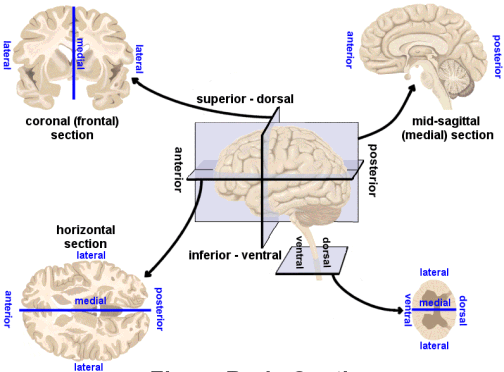 lateral
medial
lateral
coronal (frontal)
section
superior - dorsal
anterior
posterior
mid-sagittal
(medial) section
anterior
posterior
inferior - ventral
ventral
dorsal
horizontal
section
lateral
anterior
medial
posterior
lateral
lateral
ventral
medial
dorsal
lateral